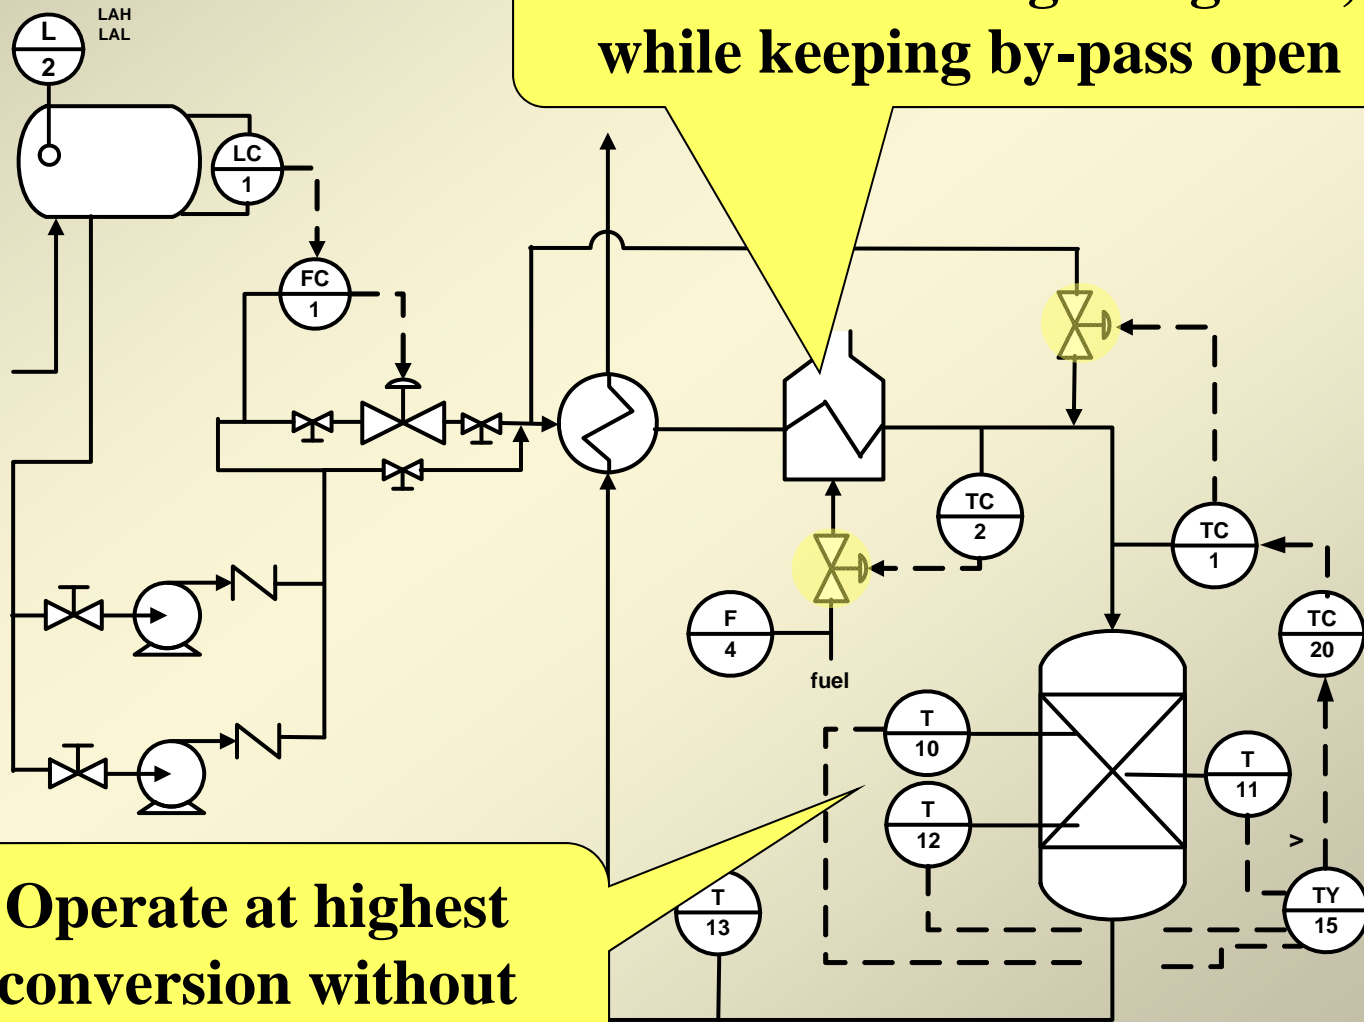 LAH
LAL
L
2
while keeping by-pass open
LC
1
FC
1
TC
2
TC
1
F
4
fuel
TC
20
T
10
T
11
T
12
>
T
13
TY
15
Operate at highest
conversion without